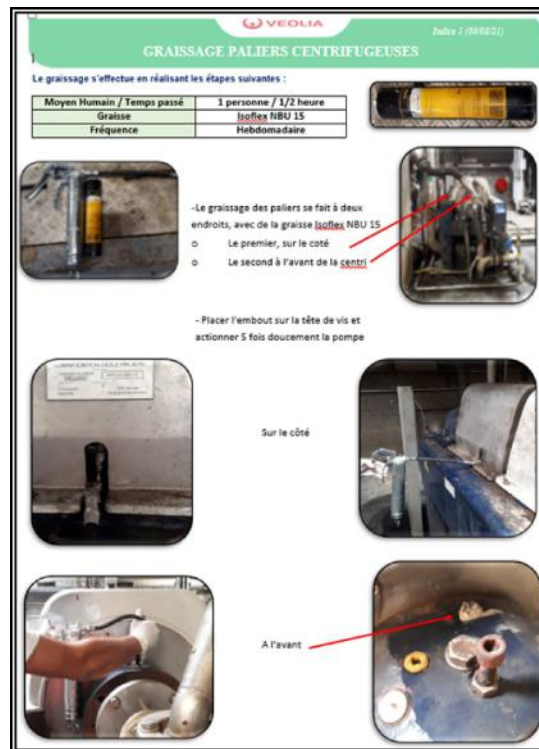 VEOLIA
Indice 1 (30/04/21)
GRAISSAGE PALIERS CENTRIFUGEUSES
Le graissage s'effectue en réalisant les étapes suivantes :
Moyen Humain / Temps passé 1 personne / 1/2 heure
Graisse Isoflex NBU 15
Fréquence Hebdomadaire
-Le graissage des paliers se fait à deux
endroits, avec de la graisse Isoflex NBU 15
o Le premier, sur le coté
o Le second à l'avant de la centri
- Placer l'embout sur la tête de vis et
actionner 5 fois doucement la pompe
Sur le côté
A l'avant